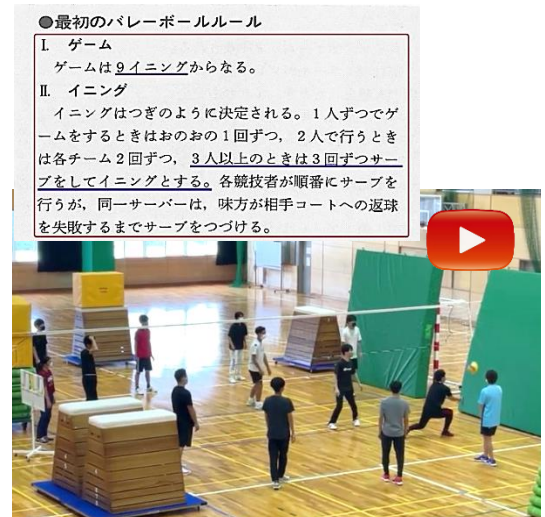 ●最初のバレーボールルール
Ⅰ. ゲーム
ゲームは9イニングからなる。
Ⅱ. イニング
イニングはつぎのように決定される。1人ずつでゲ
ームをするときはおのおの1回ずつ,2人で行うとき
は各チーム2回ずつ,3人以上のときは3回ずつサー
ブをしてイニングとする。各競技者が順番にサーブを
行うが,同一サーバーは,味方が相手コートへの返球
を失敗するまでサーブをつづける。